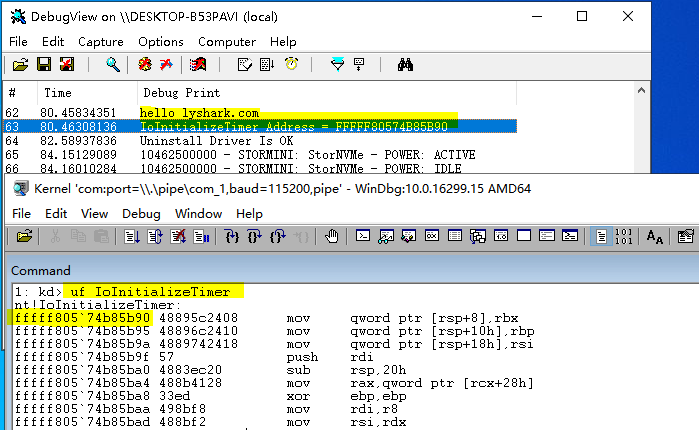 DebugView on \\DESKTOP-B53PAVI (local)
File Edit Capture Options Computer Help
# Time Debug Print
62 80.45834351 hello lyshark.com
63 80.46308136 IoInitializeTimer Address = FFFFF80574B85B90
64 82.58937836 Uninstall Driver Is OK
65 84.15129089 10462500000 - STORMINI: StorNVMe - POWER: ACTIVE
66 84.16010284 10462500000 - STORMINI: StorNVMe - POWER: IDLE
Kernel 'com:port=\\.\pipe\com_1,baud=115200,pipe' - WinDbg:10.0.16299.15 AMD64
File Edit View Debug Window Help
Command
1: kd> uf IoInitializeTimer
nt!IoInitializeTimer:
fffff805`74b85b90 48895c2408 mov qword ptr [rsp+8],rbx
fffff805`74b85b95 48896c2410 mov qword ptr [rsp+10h],rbp
fffff805`74b85b9a 4889742418 mov qword ptr [rsp+18h],rsi
fffff805`74b85b9f 57 push rdi
fffff805`74b85ba0 4883ec20 sub rsp,20h
fffff805`74b85ba4 488b4128 mov rax,qword ptr [rcx+28h]
fffff805`74b85ba8 33ed xor ebp,ebp
fffff805`74b85baa 498bf8 mov rdi,r8
fffff805`74b85bad 488bf2 mov rsi,rdx